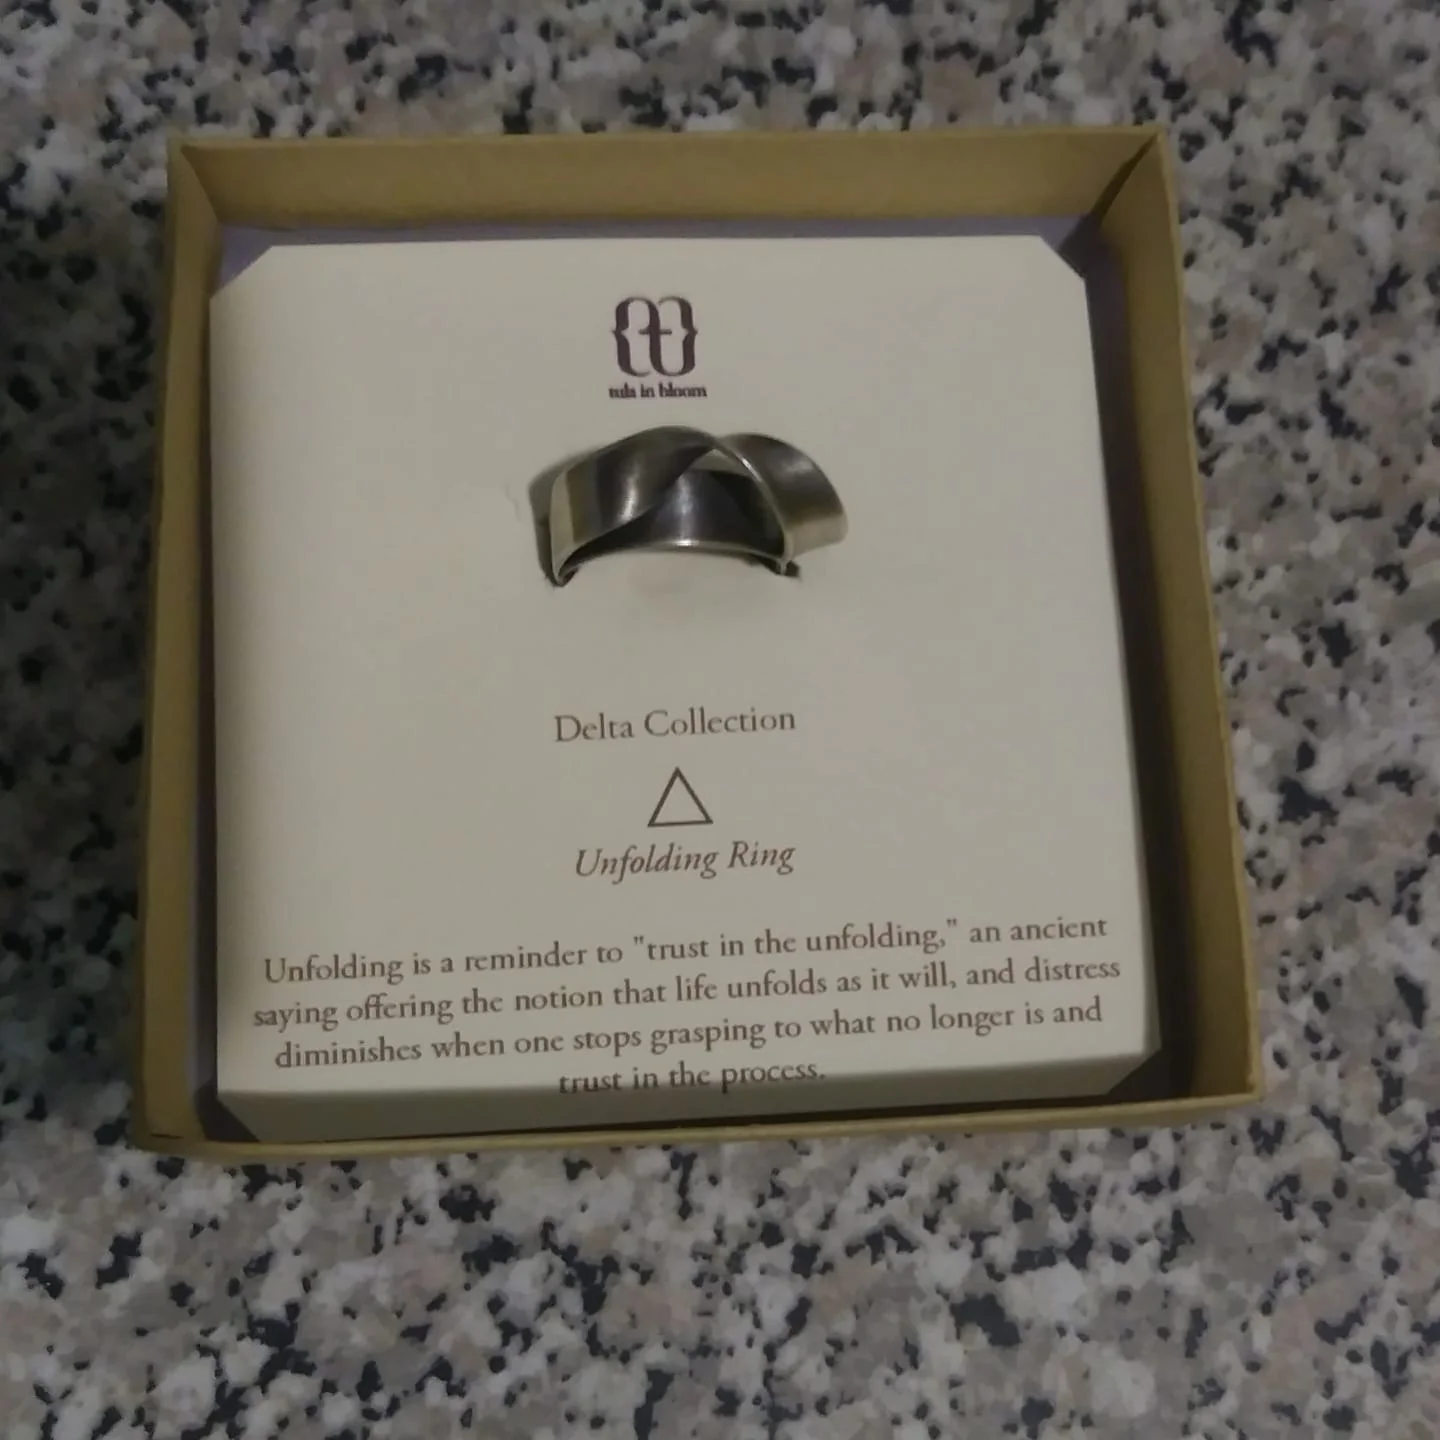 {t}
tula in bloom
Delta Collection
Unfolding Ring
Unfolding is a reminder to "trust in the unfolding," an ancient
saying offering the notion that life unfolds as it will, and distress
diminishes when one stops grasping to what no longer is and
trust in the process.